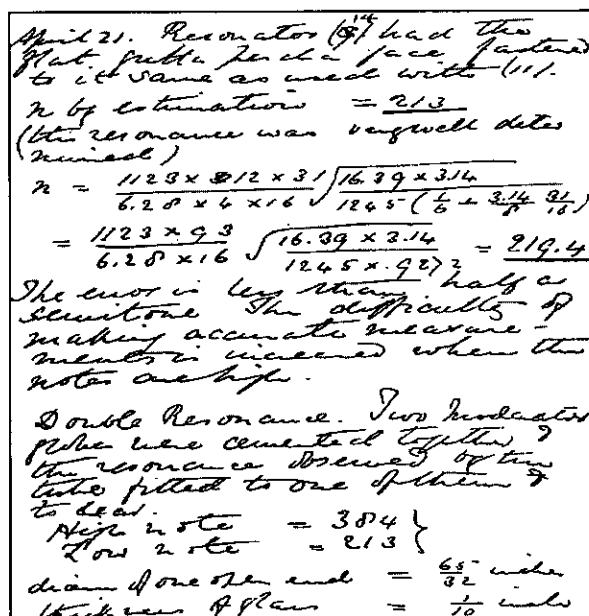 April 21. Resonator (14) had the
flat gutta percha face fastened
to it same as used with (11).
n by estimation = 213
(the resonance was very well deter
mined)
n = 1123 × 12 × 31 / 6.28 × 4 × 16 √ 16.39 × 3.14 / 1245 ( 1/6 + 3.14/8 31/16 )
= 1123 × 93 / 6.28 × 16 √ 16.39 × 3.14 / 1245 × .9272 = 219.4
The error is less than half a
semitone The difficulty of
making accurate measure-
ments is increased when the
notes are high.
Double Resonance. Two moderator
globes were cemented together &
the resonance observed by the
tube fitted to one of them &
to ear.
High note = 384 }
Low note = 213
diam of one open end = 65/32 inches
thickness of glass = 1/10 inch